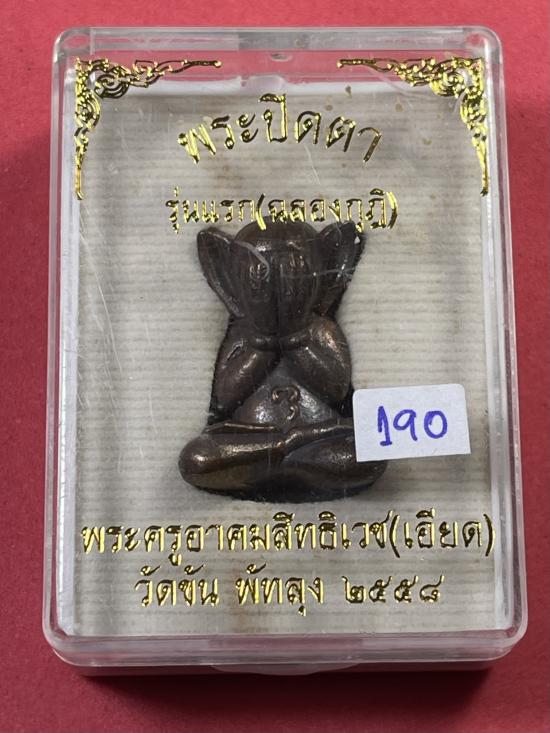 พระปิดตา
รุ่นแรก(ฉลองกุฏิ)
190
พระครูอาคมสิทธิเวช(เอียด)
วัดขัน พัทลุง ๒๕๕๘